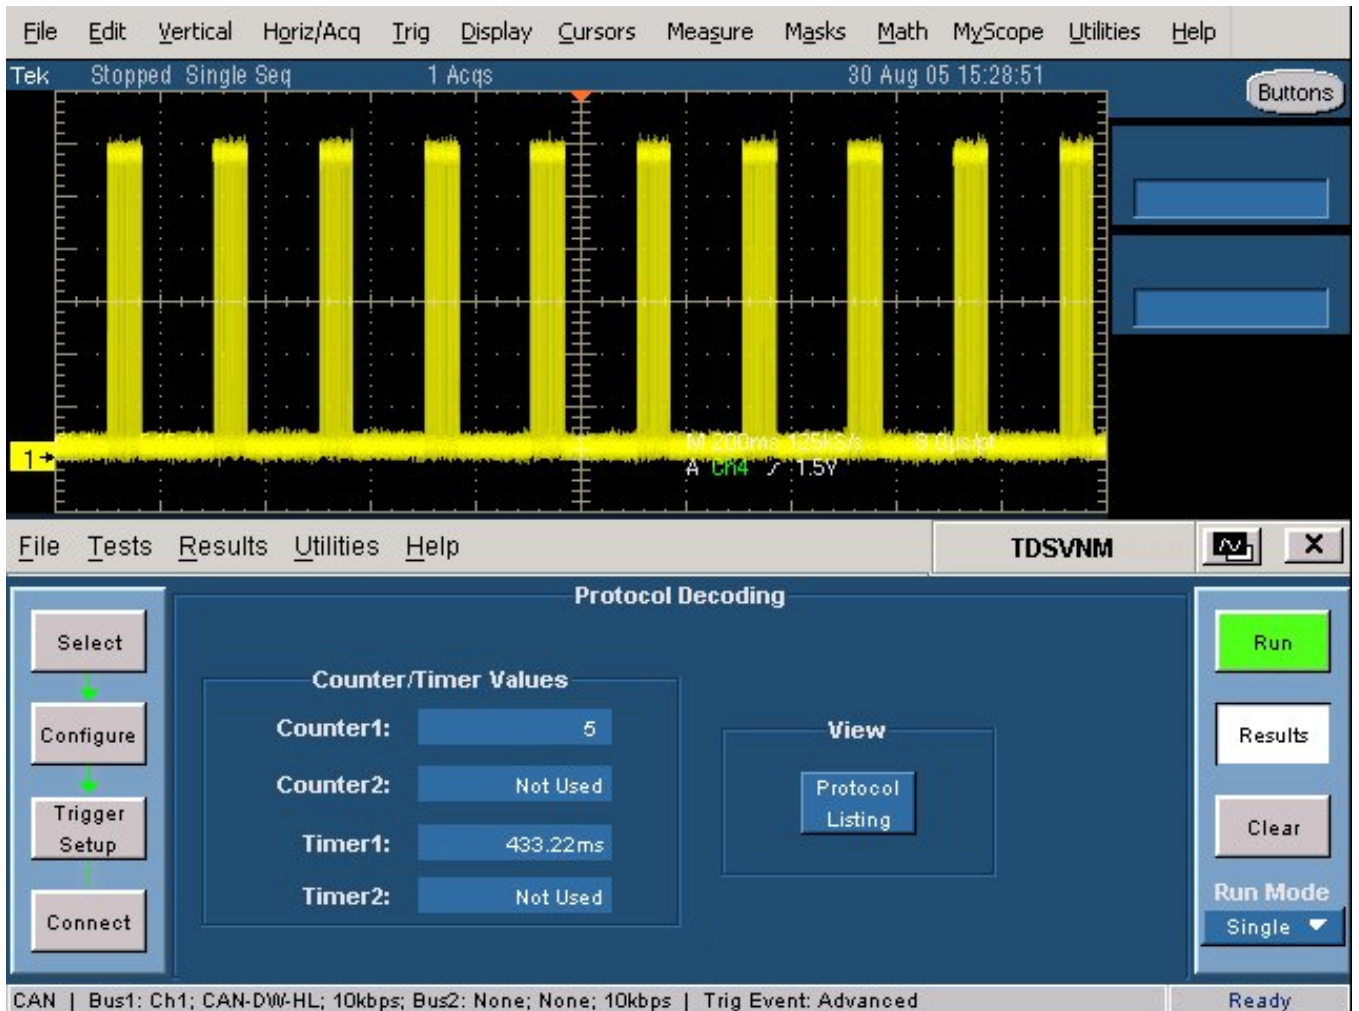 File Edit Vertical Horiz/Acq Trig Display Cursors Measure Masks Math MyScope Utilities Help
Tek Stopped Single Seq 1 Acqs 30 Aug 05 15:28:51
Buttons
M 200ms 125kS/s 8.0µs/pt
1
A Ch4 1.5V
File Tests Results Utilities Help TDSVNM X
Protocol Decoding
Select
Configure
Trigger
Setup
Connect
Counter/Timer Values
Counter1: 5
Counter2: Not Used
Timer1: 433.22ms
Timer2: Not Used
View
Protocol
Listing
Run
Results
Clear
Run Mode
Single
CAN | Bus1: Ch1; CAN-DW-HL; 10kbps; Bus2: None; None; 10kbps | Trig Event: Advanced Ready